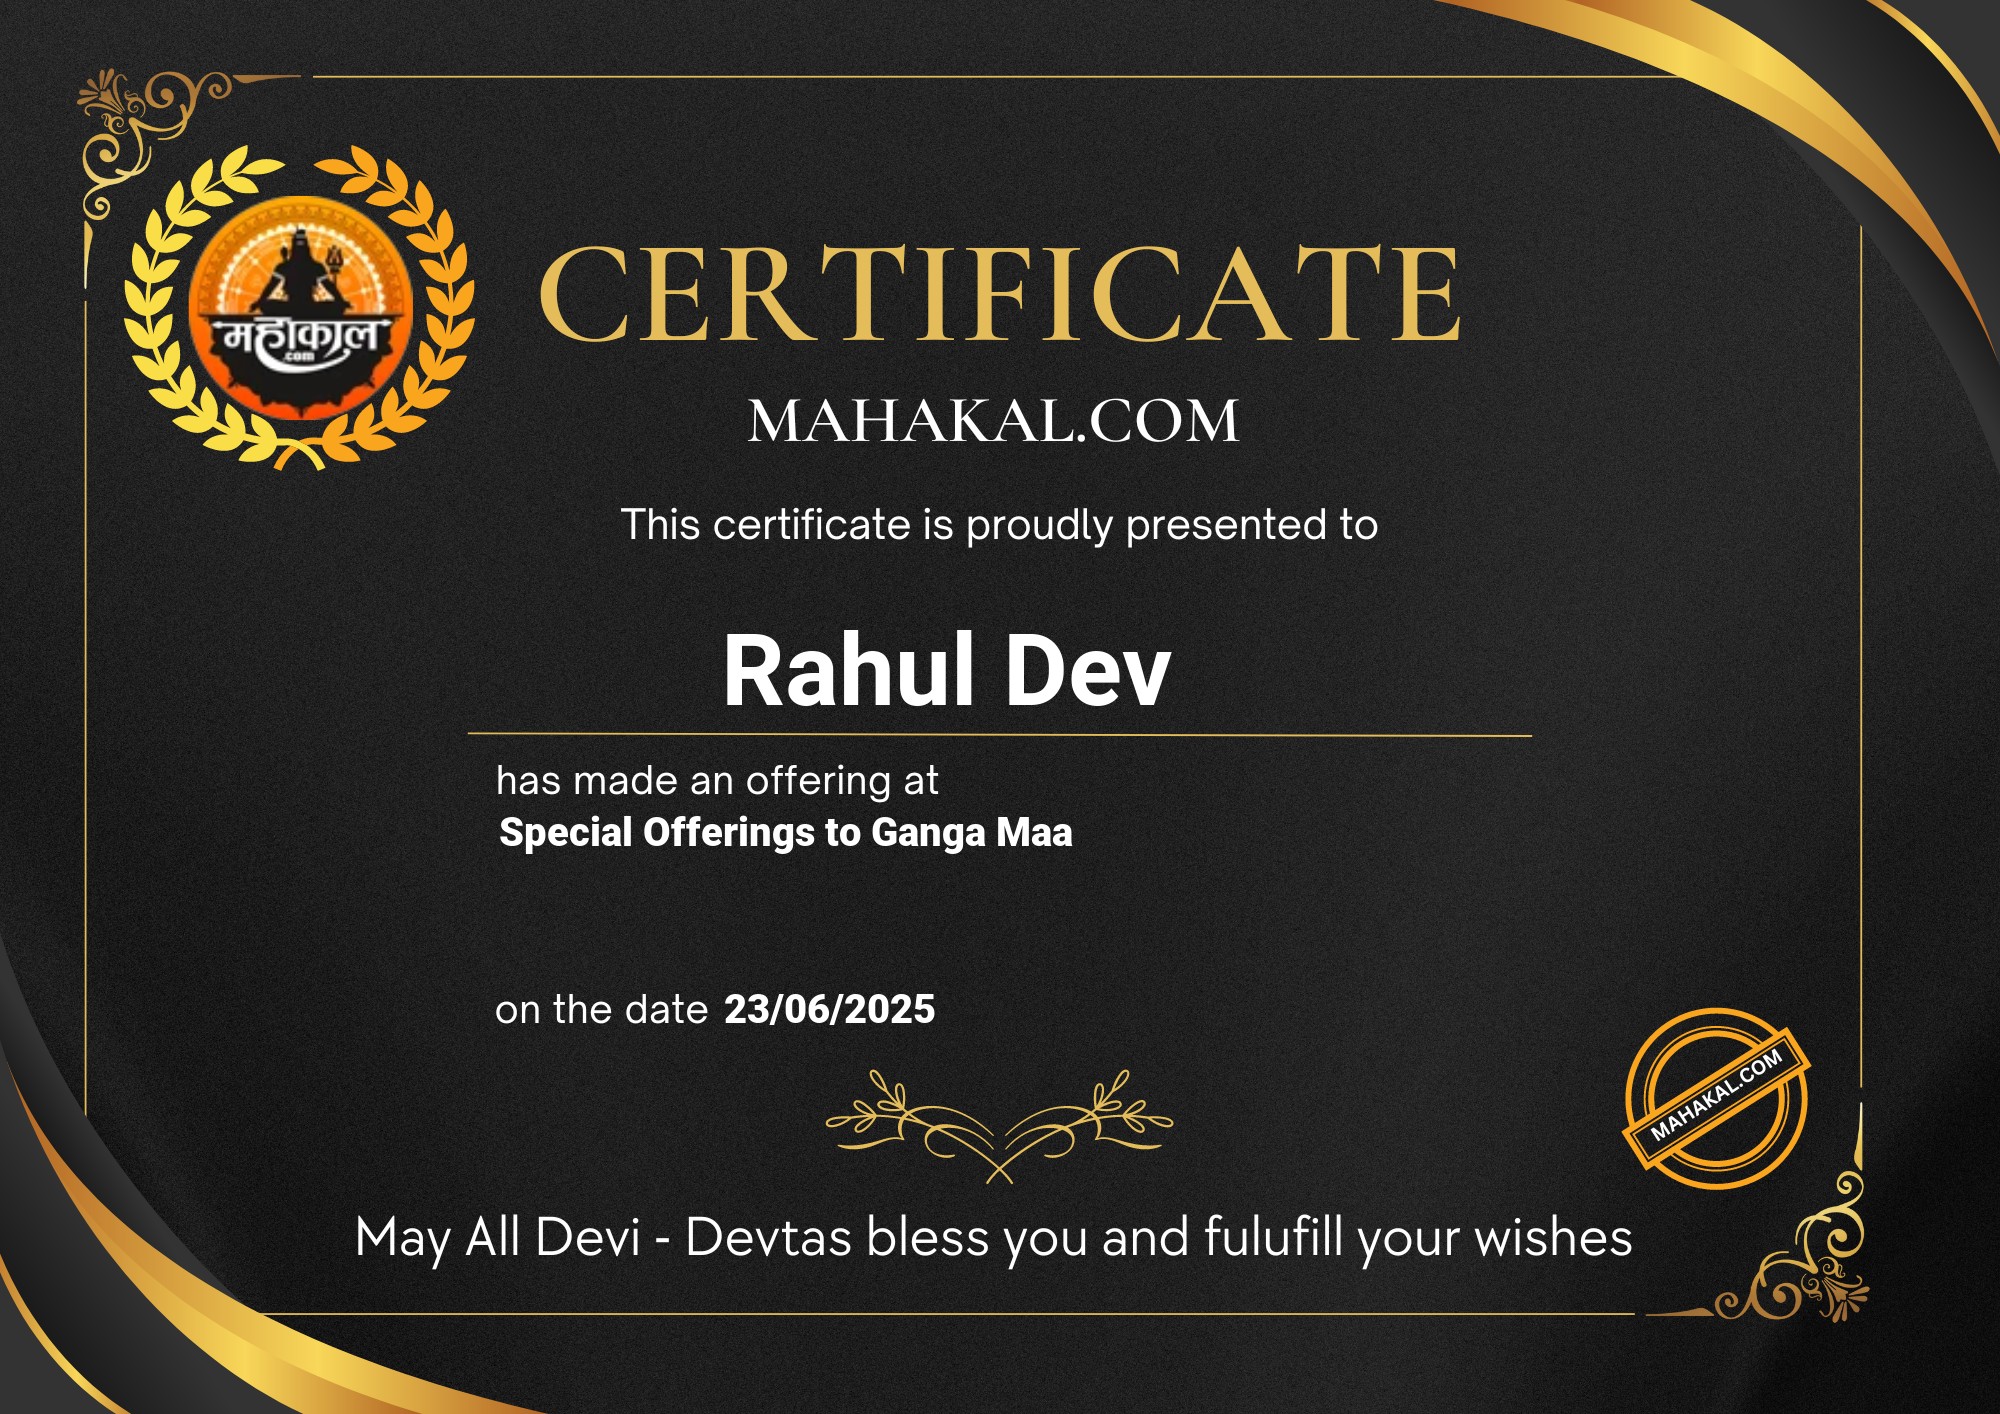 महाकाल
.com
CERTIFICATE
MAHAKAL.COM
This certificate is proudly presented to
Rahul Dev
has made an offering at
Special Offerings to Ganga Maa
on the date 23/06/2025
MAHAKAL.COM
May All Devi - Devtas bless you and fulufill your wishes